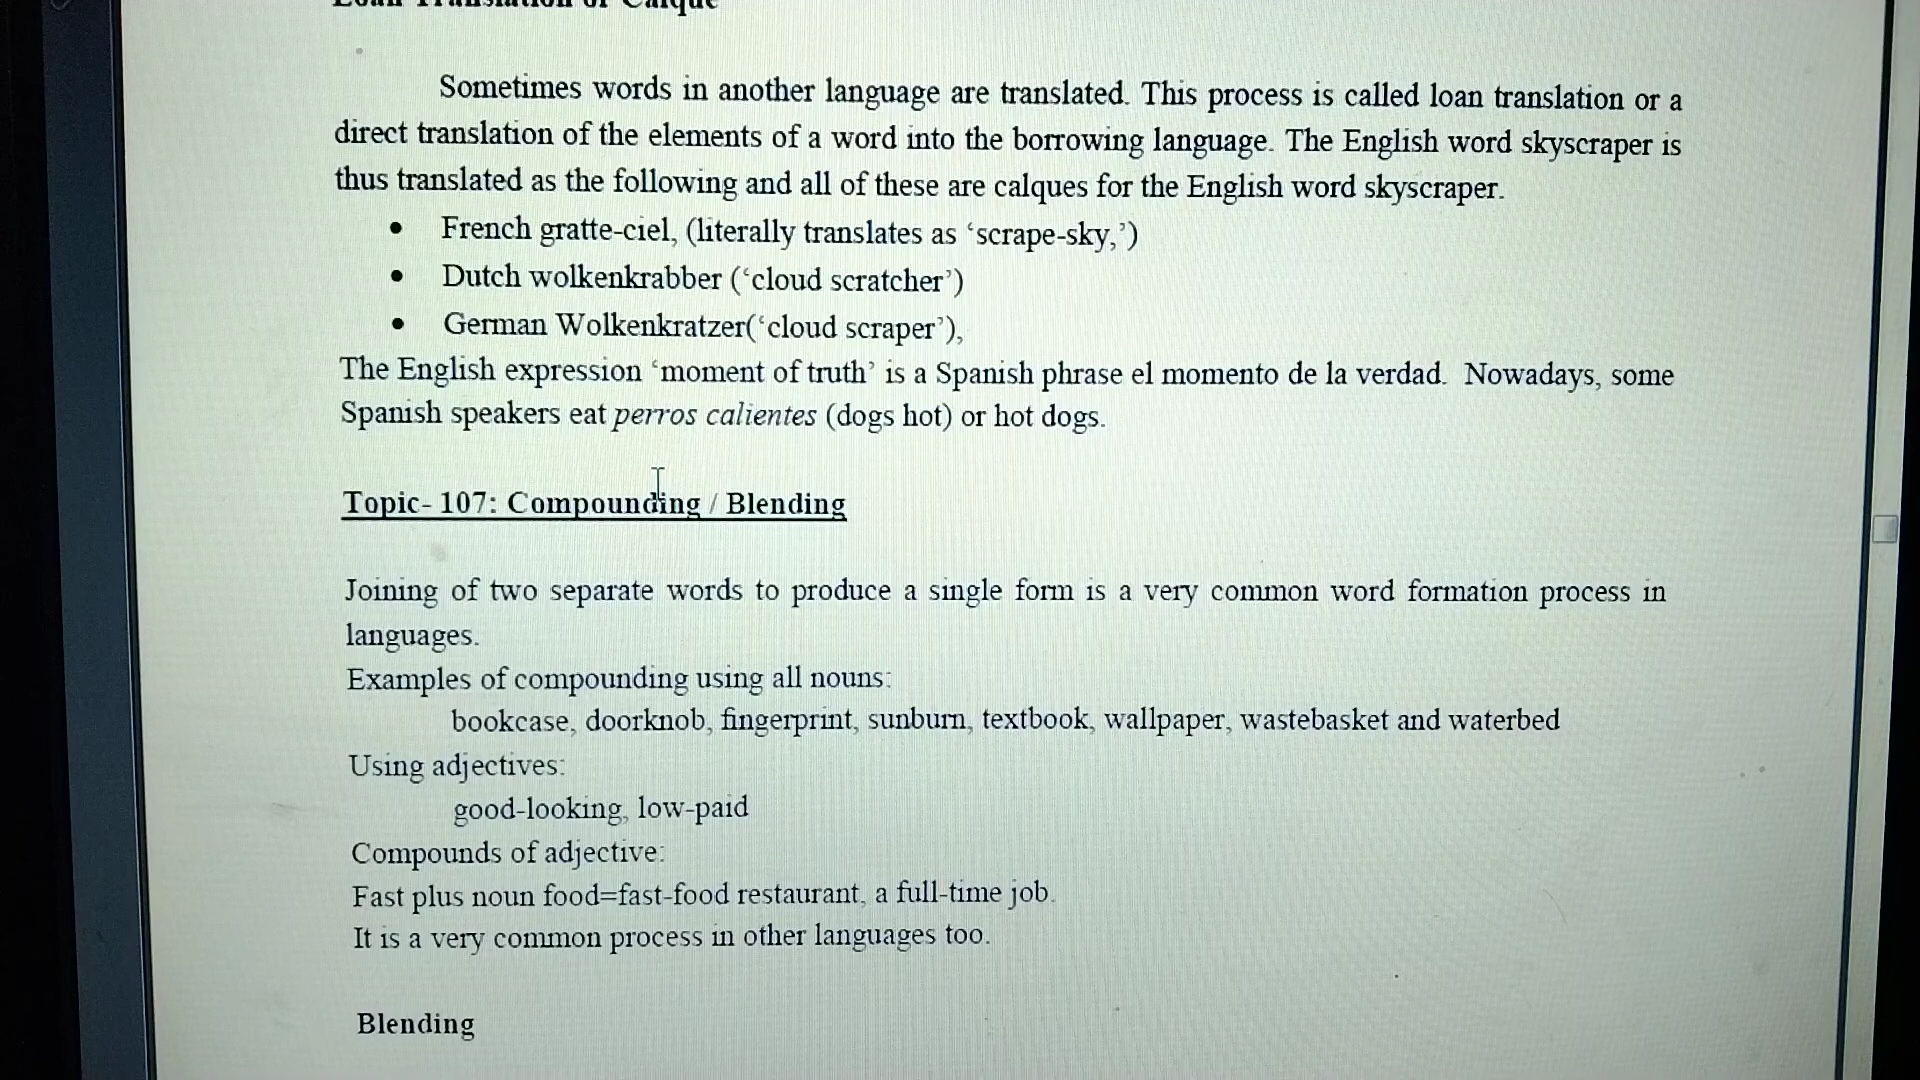 Loan Translation or Calque
Sometimes words in another language are translated. This process is called loan translation or a
direct translation of the elements of a word into the borrowing language. The English word skyscraper is
thus translated as the following and all of these are calques for the English word skyscraper.
• French gratte-ciel, (literally translates as ‘scrape-sky,’)
• Dutch wolkenkrabber (‘cloud scratcher’)
• German Wolkenkratzer(‘cloud scraper’),
The English expression ‘moment of truth’ is a Spanish phrase el momento de la verdad. Nowadays, some
Spanish speakers eat perros calientes (dogs hot) or hot dogs.
Topic- 107: Compounding / Blending
Joining of two separate words to produce a single form is a very common word formation process in
languages.
Examples of compounding using all nouns:
bookcase, doorknob, fingerprint, sunburn, textbook, wallpaper, wastebasket and waterbed
Using adjectives:
good-looking, low-paid
Compounds of adjective:
Fast plus noun food=fast-food restaurant, a full-time job.
It is a very common process in other languages too.
Blending